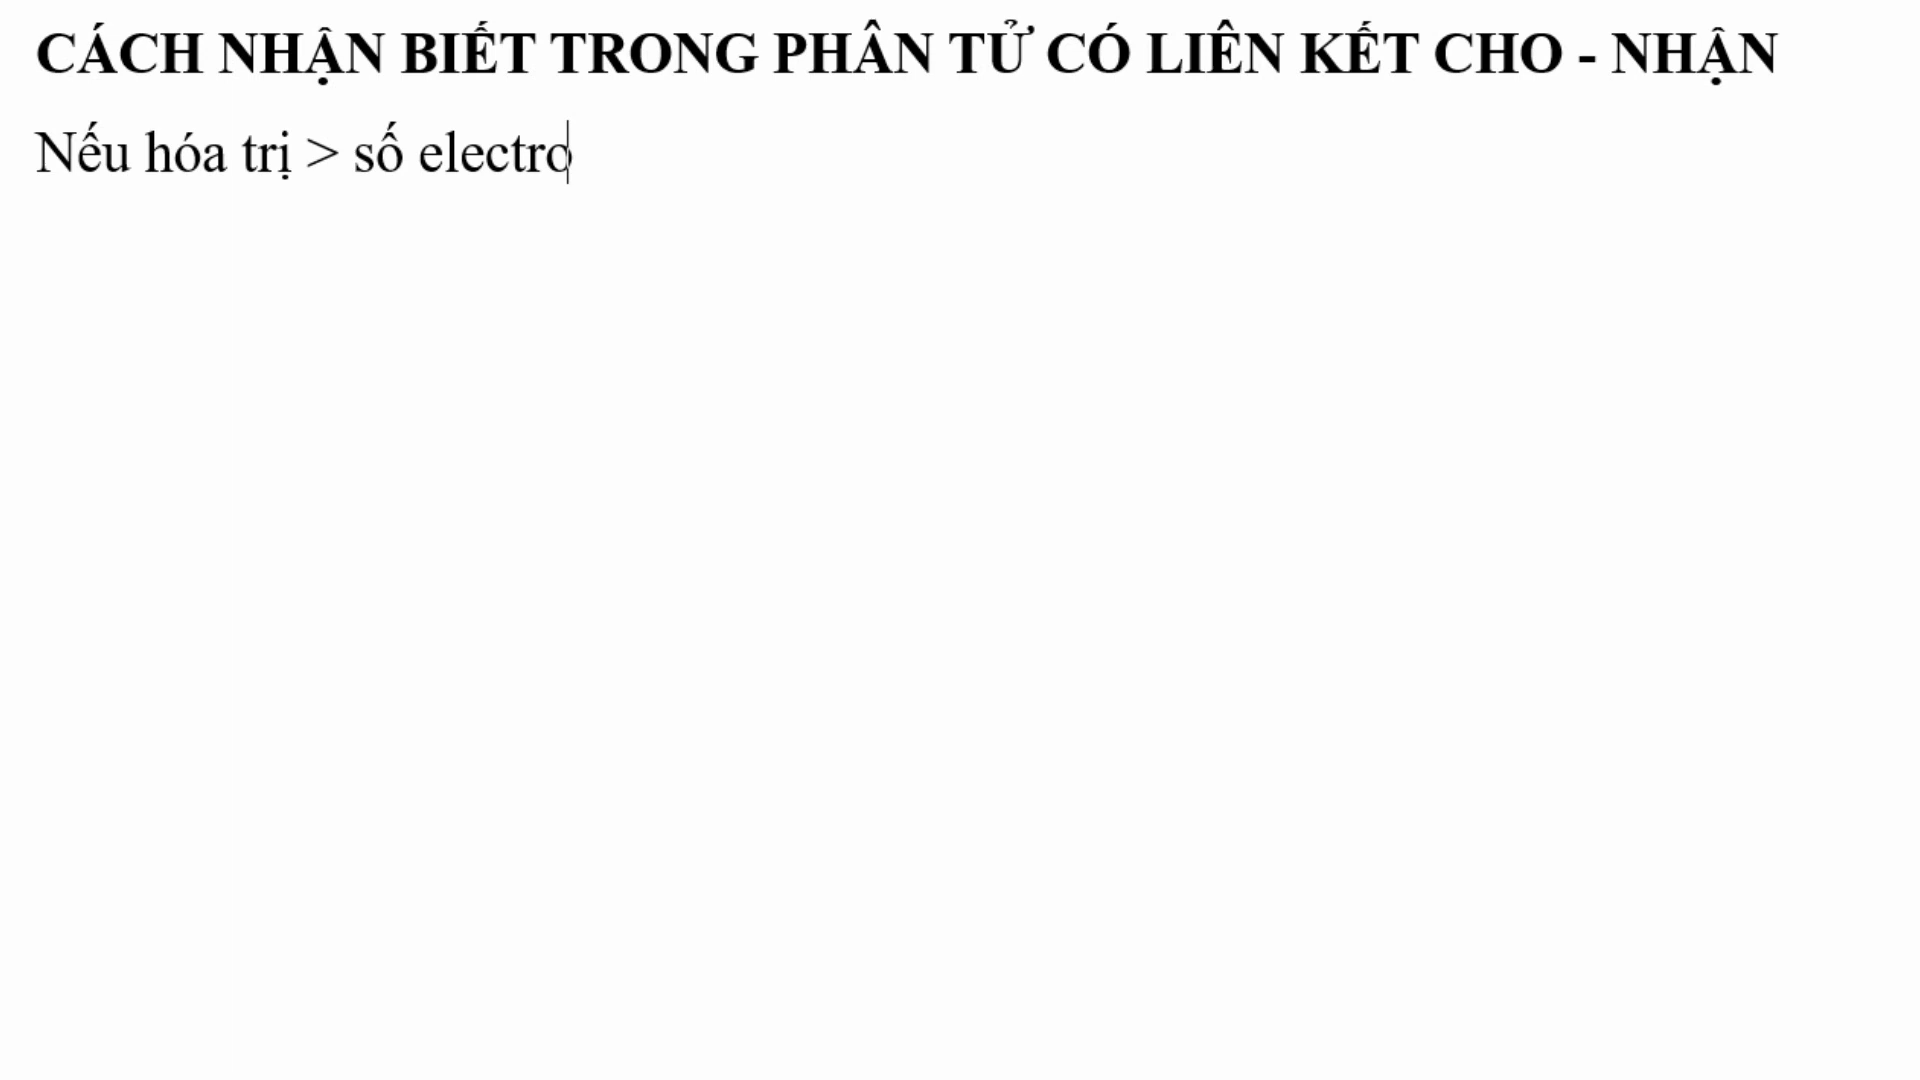 CÁCH NHẬN BIẾT TRONG PHÂN TỬ CÓ LIÊN KẾT CHO - NHẬN
Nếu hóa trị > số electro